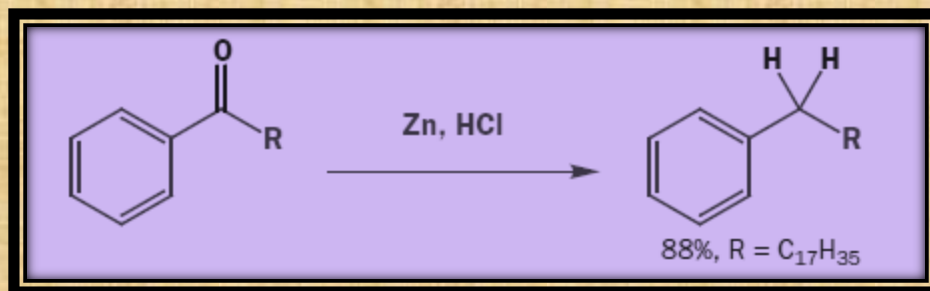 O
R
Zn, HCl
H H
R
88%, R = C₁₇H₃₅